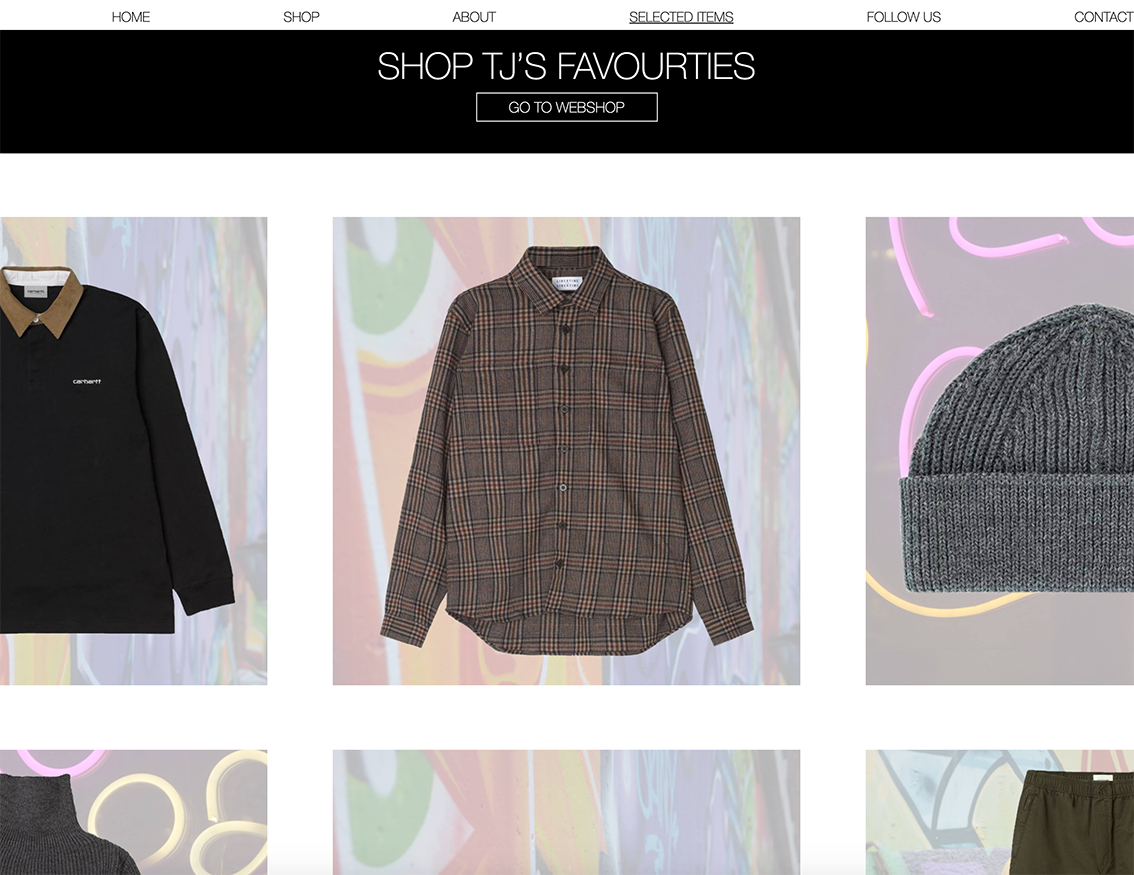 HOME
SHOP
ABOUT
SELECTED ITEMS
FOLLOW US
CONTACT
SHOP TJ'S FAVOURTIES
GO TO WEBSHOP
carhartt